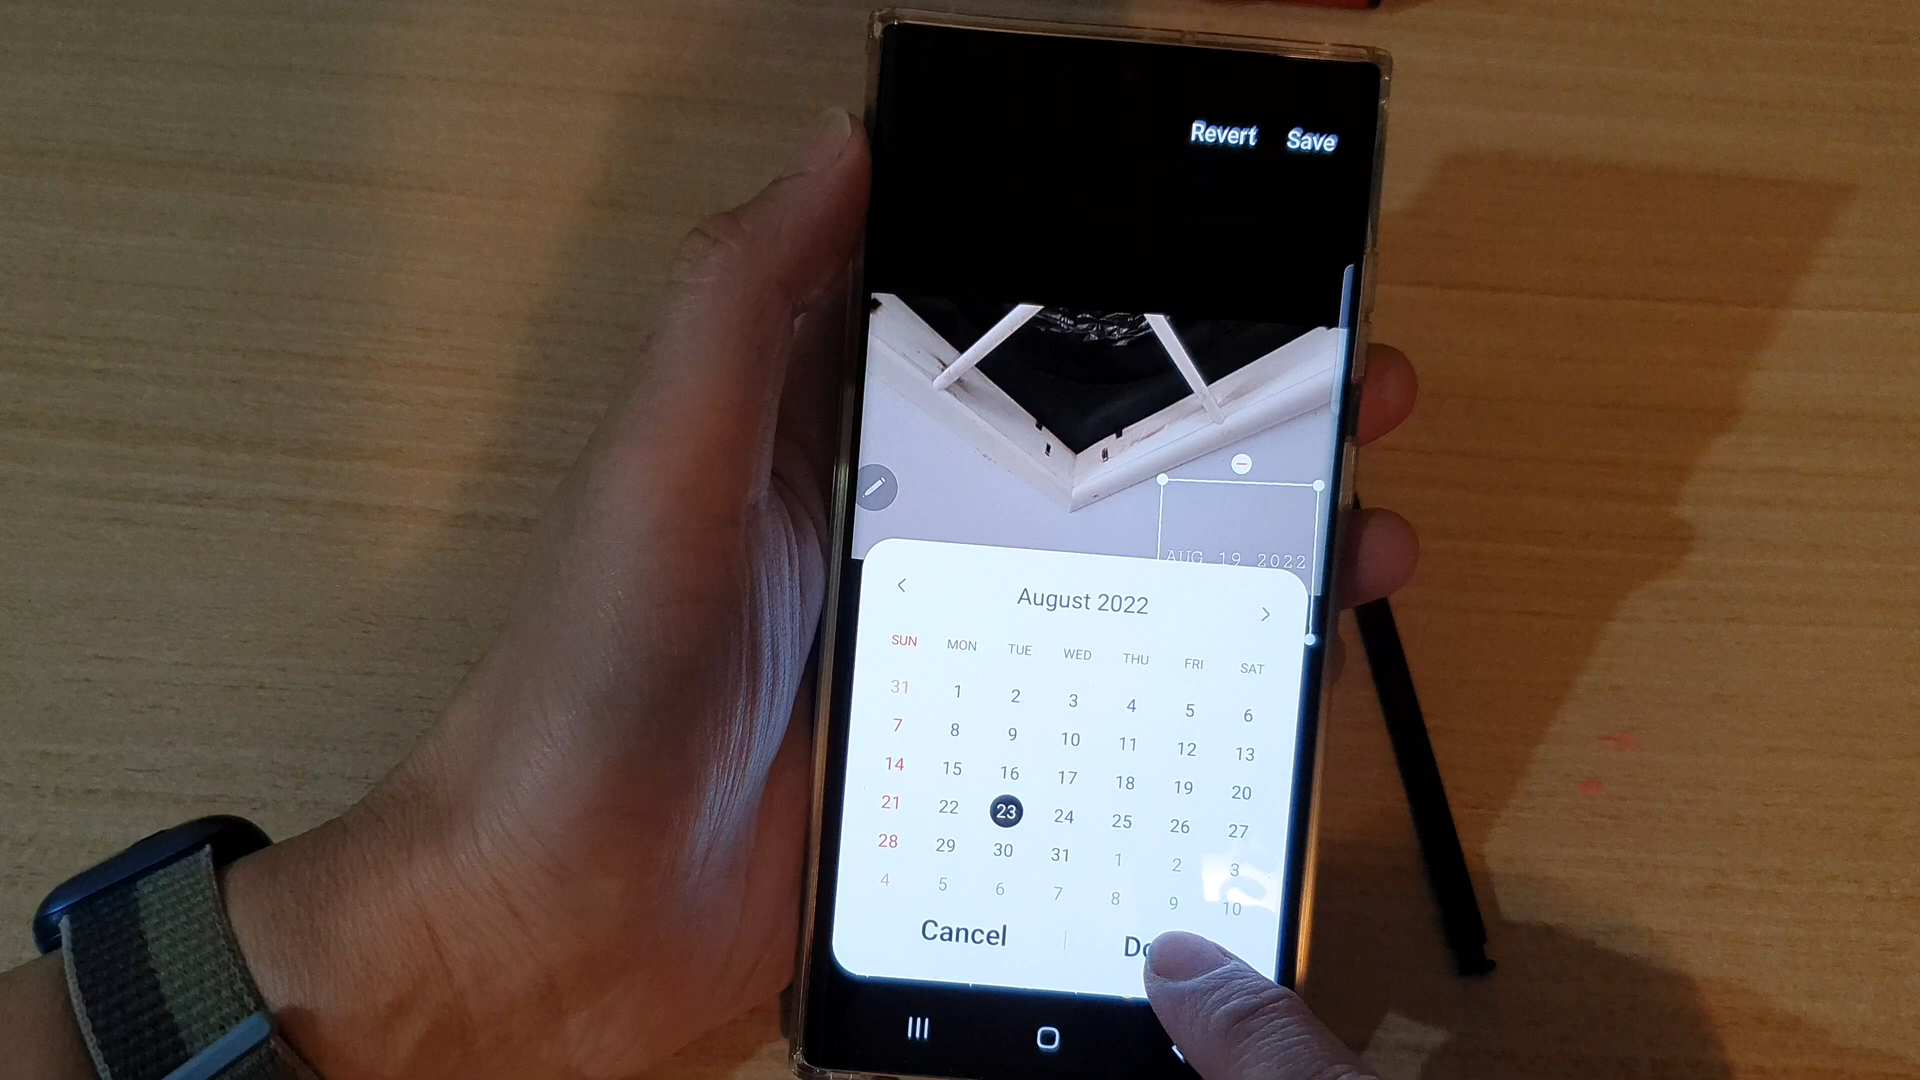 Revert Save
AUG 19 2022
August 2022
SUN MON TUE WED THU FRI SAT
31 1 2 3 4 5 6
7 8 9 10 11 12 13
14 15 16 17 18 19 20
21 22 23 24 25 26 27
28 29 30 31 1 2 3
4 5 6 7 8 9 10
Cancel Do